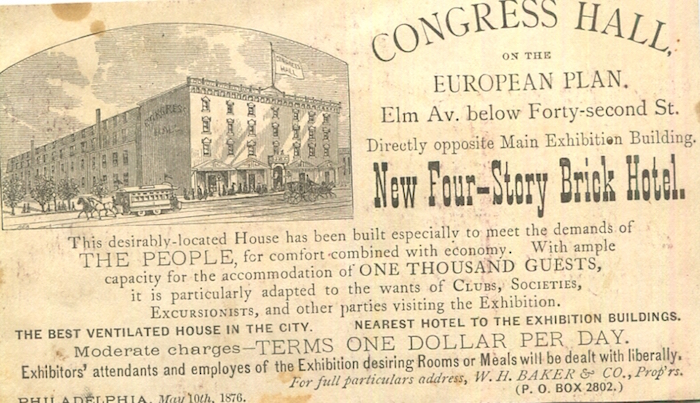 CONGRESS HALL,
ON THE
EUROPEAN PLAN.
Elm Av. below Forty-second St.
Directly opposite Main Exhibition Building.
New Four-Story Brick Hotel.
CONGRESS
HALL
CONGRESS
HALL
This desirably-located House has been built especially to meet the demands of
THE PEOPLE, for comfort combined with economy. With ample
capacity for the accommodation of ONE THOUSAND GUESTS,
it is particularly adapted to the wants of CLUBS, SOCIETIES,
EXCURSIONISTS, and other parties visiting the Exhibition.
THE BEST VENTILATED HOUSE IN THE CITY. NEAREST HOTEL TO THE EXHIBITION BUILDINGS.
Moderate charges—TERMS ONE DOLLAR PER DAY.
Exhibitors' attendants and employes of the Exhibition desiring Rooms or Meals will be dealt with liberally.
For full particulars address, W. H. BAKER & CO., Prop'rs.
(P. O. BOX 2802.)
PHILADELPHIA, May 10th, 1876.